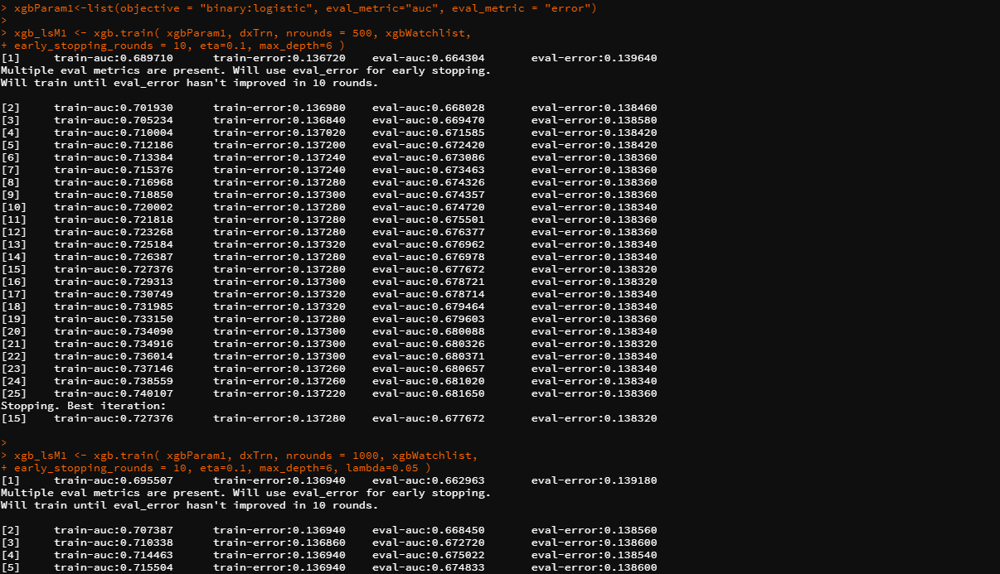 > xgbParam1<-list(objective = "binary:logistic", eval_metric="auc", eval_metric = "error")
>
> xgb_lsM1 <- xgb.train( xgbParam1, dxTrn, nrounds = 500, xgbWatchlist,
+ early_stopping_rounds = 10, eta=0.1, max_depth=6 )
[1]	train-auc:0.689710	train-error:0.136720	eval-auc:0.664304	eval-error:0.139640
Multiple eval metrics are present. Will use eval_error for early stopping.
Will train until eval_error hasn't improved in 10 rounds.

[2]	train-auc:0.701930	train-error:0.136980	eval-auc:0.668028	eval-error:0.138460
[3]	train-auc:0.705234	train-error:0.136840	eval-auc:0.669470	eval-error:0.138580
[4]	train-auc:0.710004	train-error:0.137020	eval-auc:0.671585	eval-error:0.138420
[5]	train-auc:0.712186	train-error:0.137200	eval-auc:0.672420	eval-error:0.138420
[6]	train-auc:0.713384	train-error:0.137240	eval-auc:0.673086	eval-error:0.138360
[7]	train-auc:0.715376	train-error:0.137240	eval-auc:0.673463	eval-error:0.138360
[8]	train-auc:0.716968	train-error:0.137280	eval-auc:0.674326	eval-error:0.138360
[9]	train-auc:0.718850	train-error:0.137300	eval-auc:0.674357	eval-error:0.138360
[10]	train-auc:0.720002	train-error:0.137280	eval-auc:0.674720	eval-error:0.138340
[11]	train-auc:0.721818	train-error:0.137280	eval-auc:0.675501	eval-error:0.138360
[12]	train-auc:0.723268	train-error:0.137280	eval-auc:0.676377	eval-error:0.138360
[13]	train-auc:0.725184	train-error:0.137320	eval-auc:0.676962	eval-error:0.138340
[14]	train-auc:0.726387	train-error:0.137280	eval-auc:0.676978	eval-error:0.138340
[15]	train-auc:0.727376	train-error:0.137280	eval-auc:0.677672	eval-error:0.138320
[16]	train-auc:0.729313	train-error:0.137300	eval-auc:0.678721	eval-error:0.138320
[17]	train-auc:0.730749	train-error:0.137320	eval-auc:0.678714	eval-error:0.138340
[18]	train-auc:0.731985	train-error:0.137320	eval-auc:0.679464	eval-error:0.138340
[19]	train-auc:0.733150	train-error:0.137280	eval-auc:0.679603	eval-error:0.138360
[20]	train-auc:0.734090	train-error:0.137300	eval-auc:0.680088	eval-error:0.138340
[21]	train-auc:0.734916	train-error:0.137300	eval-auc:0.680326	eval-error:0.138320
[22]	train-auc:0.736014	train-error:0.137300	eval-auc:0.680371	eval-error:0.138340
[23]	train-auc:0.737146	train-error:0.137260	eval-auc:0.680657	eval-error:0.138340
[24]	train-auc:0.738559	train-error:0.137260	eval-auc:0.681020	eval-error:0.138340
[25]	train-auc:0.740107	train-error:0.137220	eval-auc:0.681650	eval-error:0.138360
Stopping. Best iteration:
[15]	train-auc:0.727376	train-error:0.137280	eval-auc:0.677672	eval-error:0.138320

>
> xgb_lsM1 <- xgb.train( xgbParam1, dxTrn, nrounds = 1000, xgbWatchlist,
+ early_stopping_rounds = 10, eta=0.1, max_depth=6, lambda=0.05 )
[1]	train-auc:0.695507	train-error:0.136940	eval-auc:0.662963	eval-error:0.139180
Multiple eval metrics are present. Will use eval_error for early stopping.
Will train until eval_error hasn't improved in 10 rounds.

[2]	train-auc:0.707387	train-error:0.136940	eval-auc:0.668450	eval-error:0.138560
[3]	train-auc:0.710338	train-error:0.136860	eval-auc:0.672720	eval-error:0.138600
[4]	train-auc:0.714463	train-error:0.136940	eval-auc:0.675022	eval-error:0.138540
[5]	train-auc:0.715504	train-error:0.136940	eval-auc:0.674833	eval-error:0.138600